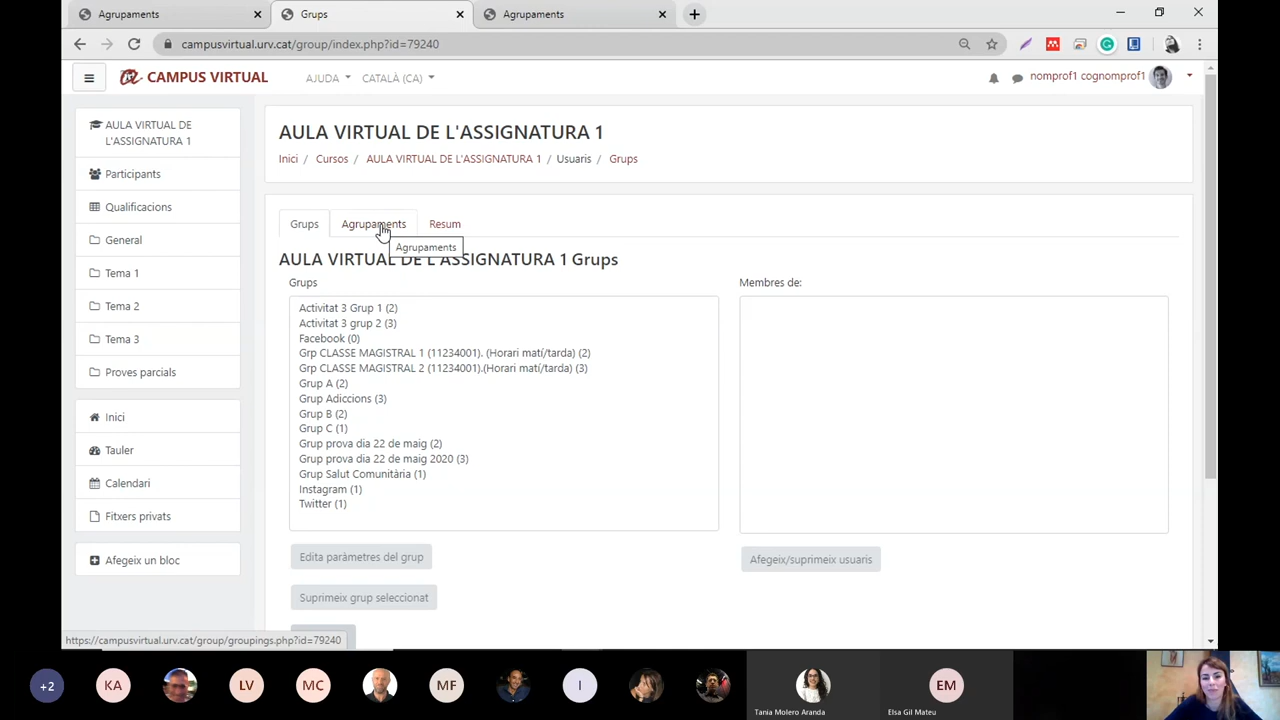 Agrupaments
Grups
Agrupaments
campusvirtual.urv.cat/group/index.php?id=79240
CAMPUS VIRTUAL
AJUDA
CATALÀ (CA)
nomprof1 cognomprof1
AULA VIRTUAL DE
L'ASSIGNATURA 1
Participants
Qualificacions
General
Tema 1
Tema 2
Tema 3
Proves parcials
Inici
Tauler
Calendari
Fitxers privats
Afegeix un bloc
AULA VIRTUAL DE L'ASSIGNATURA 1
Inici / Cursos / AULA VIRTUAL DE L'ASSIGNATURA 1 / Usuaris / Grups
Grups
Agrupaments
Resum
Agrupaments
AULA VIRTUAL DE L'ASSIGNATURA 1 Grups
Grups
Activitat 3 Grup 1 (2)
Activitat 3 grup 2 (3)
Facebook (0)
Grp CLASSE MAGISTRAL 1 (11234001). (Horari matí/tarda) (2)
Grp CLASSE MAGISTRAL 2 (11234001).(Horari matí/tarda) (3)
Grup A (2)
Grup Adiccions (3)
Grup B (2)
Grup C (1)
Grup prova dia 22 de maig (2)
Grup prova dia 22 de maig 2020 (3)
Grup Salut Comunitària (1)
Instagram (1)
Twitter (1)
Membres de:
Edita paràmetres del grup
Afegeix/suprimeix usuaris
Suprimeix grup seleccionat
https://campusvirtual.urv.cat/group/groupings.php?id=79240
+2
KA
LV
MC
MF
I
Tania Molero Aranda
EM
Elsa Gil Mateu